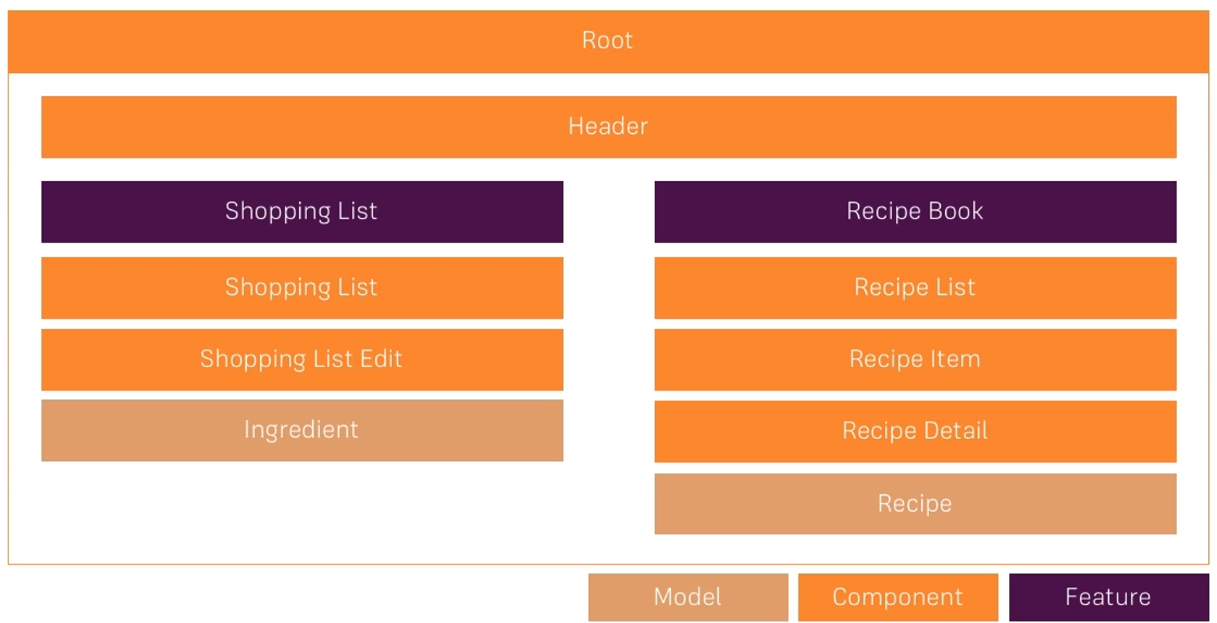 Root
Header
Shopping List
Shopping List
Shopping List Edit
Ingredient
Recipe Book
Recipe List
Recipe Item
Recipe Detail
Recipe
Model
Component
Feature